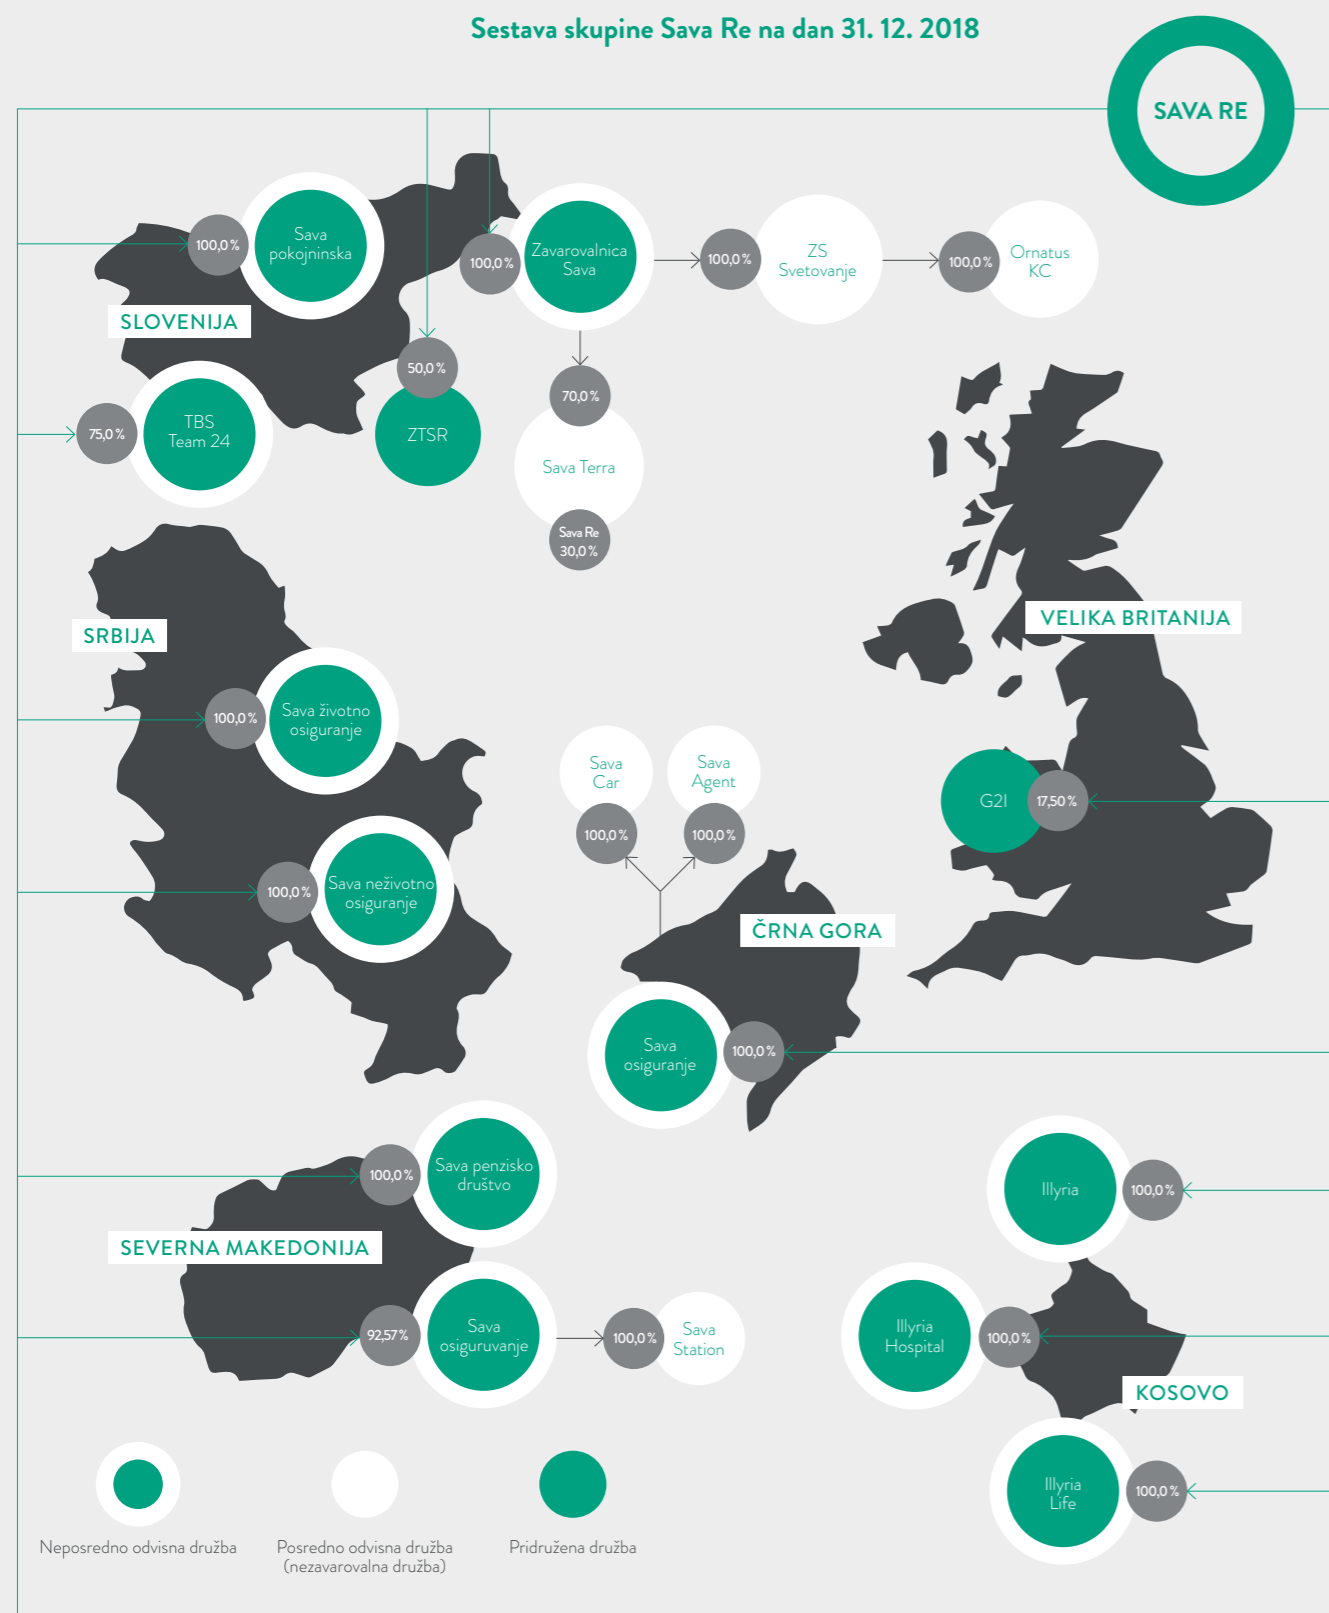 Sestava skupine Sava Re na dan 31. 12. 2018
SAVA RE
100,0 %
Sava
pokojninska
100,0 %
Zavarovalnica
Sava
100,0 %
ZS
Svetovanje
100,0 %
Ornatus
KC
SLOVENIJA
75,0 %
TBS
Team 24
50,0 %
ZTSR
70,0 %
Sava Terra
Sava Re
30,0 %
SRBIJA
100,0 %
Sava životno
osiguranje
100,0 %
Sava neživotno
osiguranje
VELIKA BRITANIJA
G2I
17,50 %
Sava
Car
100,0 %
Sava
Agent
100,0 %
ČRNA GORA
Sava
osiguranje
100,0 %
100,0 %
Sava penzisko
društvo
SEVERNA MAKEDONIJA
92,57%
Sava
osiguruvanje
100,0 %
Sava
Station
Illyria
100,0 %
Illyria
Hospital
100,0 %
KOSOVO
Illyria
Life
100,0 %
Neposredno odvisna družba
Posredno odvisna družba
(nezavarovalna družba)
Pridružena družba